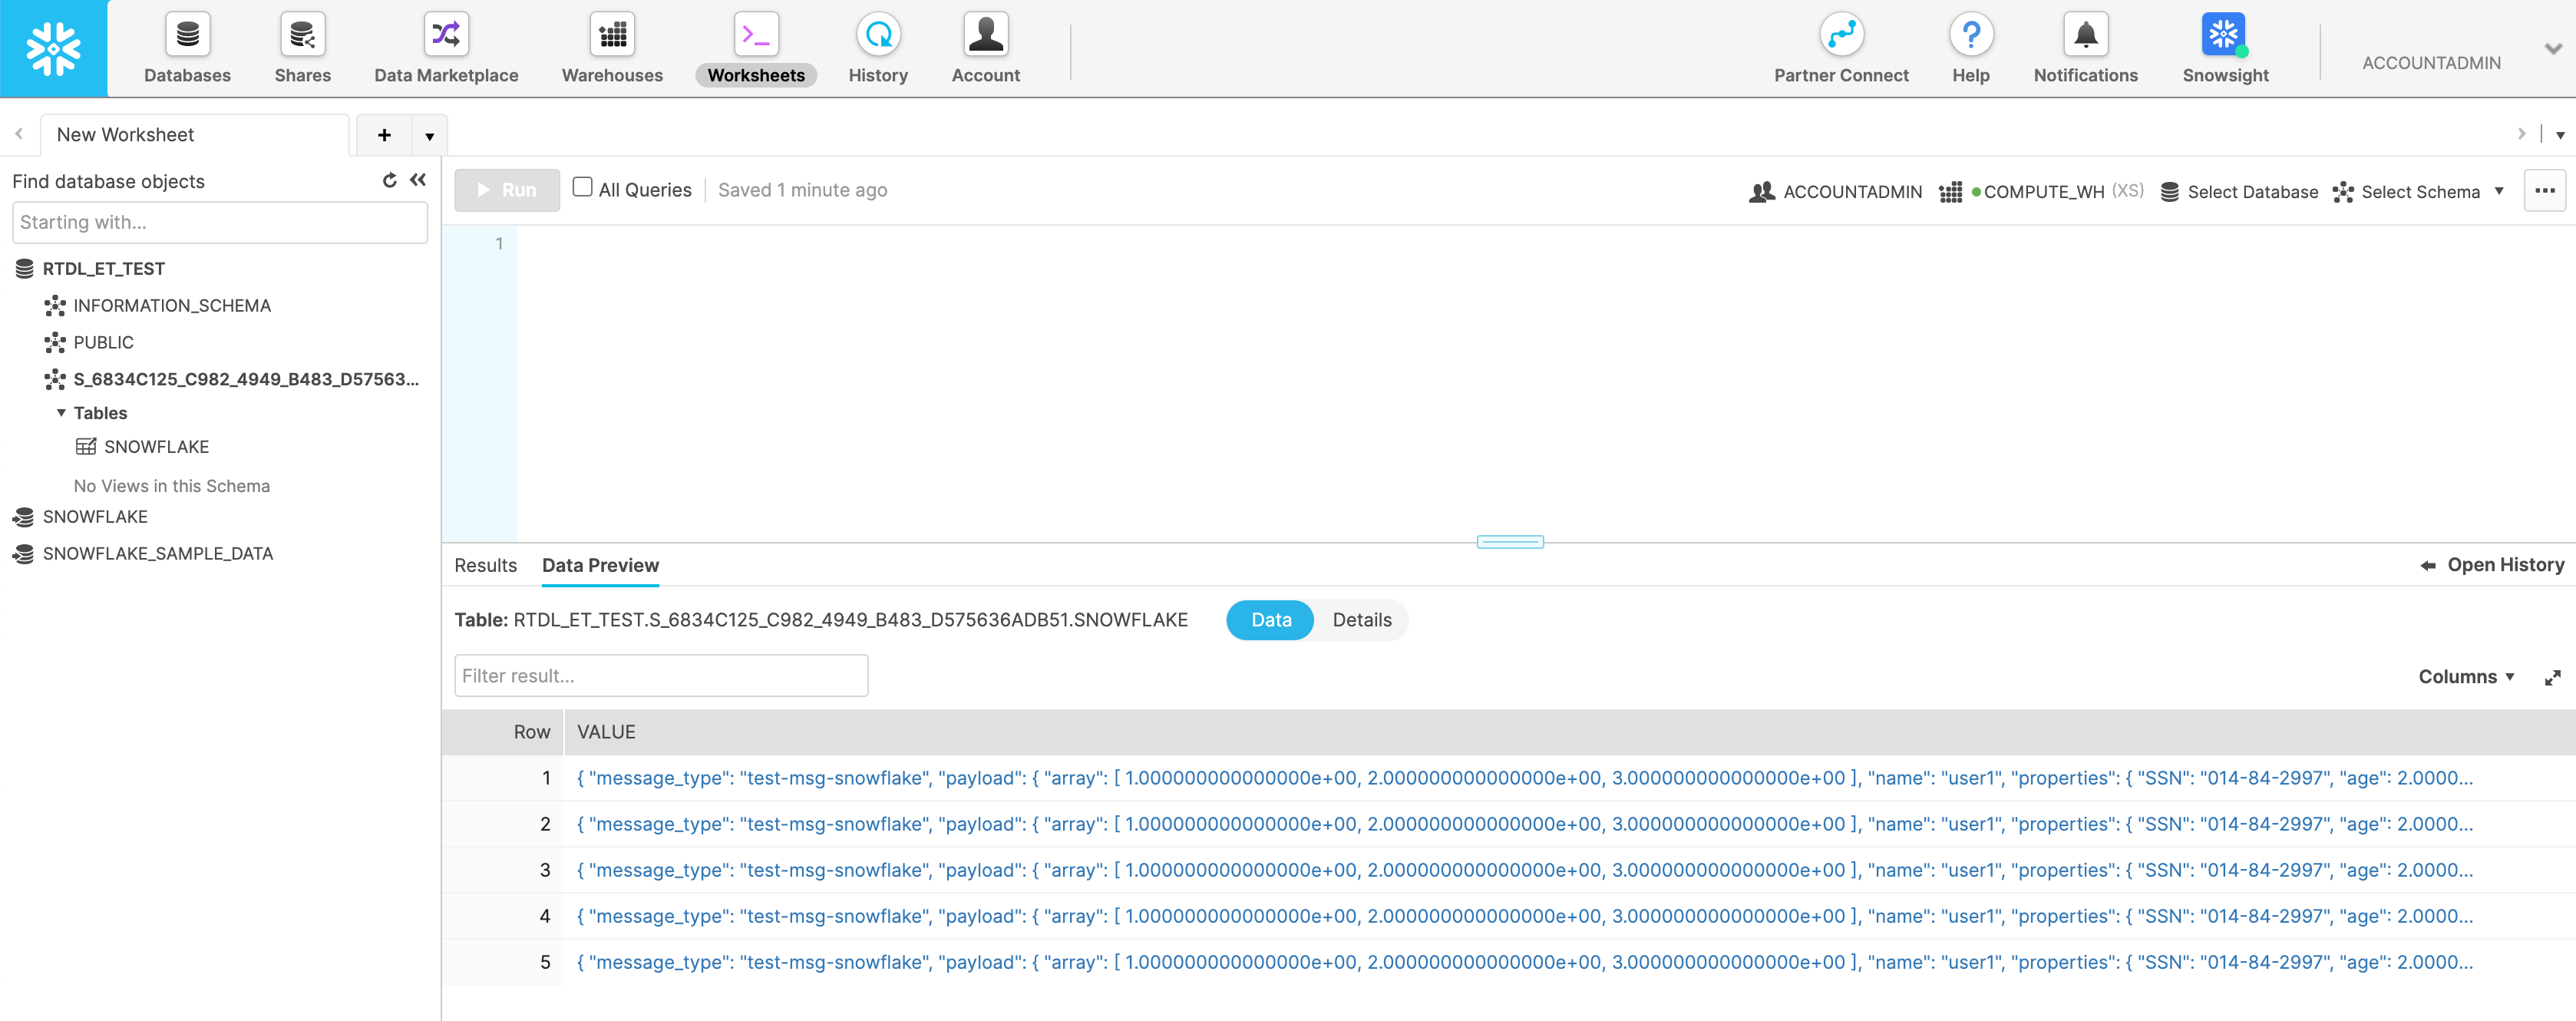 Databases Shares Data Marketplace Warehouses Worksheets History Account Partner Connect Help Notifications Snowsight ACCOUNTADMIN
New Worksheet
Find database objects
Starting with...
Run All Queries Saved 1 minute ago ACCOUNTADMIN COMPUTE_WH (XS) Select Database Select Schema
1
RTDL_ET_TEST
INFORMATION_SCHEMA
PUBLIC
S_6834C125_C982_4949_B483_D57563...
Tables
SNOWFLAKE
No Views in this Schema
SNOWFLAKE
SNOWFLAKE_SAMPLE_DATA
Results Data Preview Open History
Table: RTDL_ET_TEST.S_6834C125_C982_4949_B483_D575636ADB51.SNOWFLAKE Data Details
Filter result... Columns
Row VALUE
1 { "message_type": "test-msg-snowflake", "payload": { "array": [ 1.000000000000000e+00, 2.000000000000000e+00, 3.000000000000000e+00 ], "name": "user1", "properties": { "SSN": "014-84-2997", "age": 2.0000...
2 { "message_type": "test-msg-snowflake", "payload": { "array": [ 1.000000000000000e+00, 2.000000000000000e+00, 3.000000000000000e+00 ], "name": "user1", "properties": { "SSN": "014-84-2997", "age": 2.0000...
3 { "message_type": "test-msg-snowflake", "payload": { "array": [ 1.000000000000000e+00, 2.000000000000000e+00, 3.000000000000000e+00 ], "name": "user1", "properties": { "SSN": "014-84-2997", "age": 2.0000...
4 { "message_type": "test-msg-snowflake", "payload": { "array": [ 1.000000000000000e+00, 2.000000000000000e+00, 3.000000000000000e+00 ], "name": "user1", "properties": { "SSN": "014-84-2997", "age": 2.0000...
5 { "message_type": "test-msg-snowflake", "payload": { "array": [ 1.000000000000000e+00, 2.000000000000000e+00, 3.000000000000000e+00 ], "name": "user1", "properties": { "SSN": "014-84-2997", "age": 2.0000...